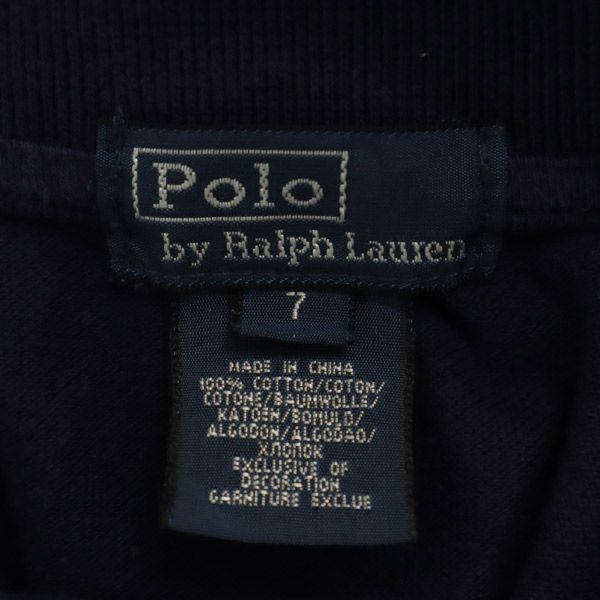 Polo
by Ralph Lauren
7
MADE IN CHINA
100% COTTON/COTON/
COTONE/BAUMWOLLE/
KATOEN/BOMULD/
ALGODON/ALGODAO/
ХЛОПОК
EXCLUSIVE OF
DECORATION
GARNITURE EXCLUE